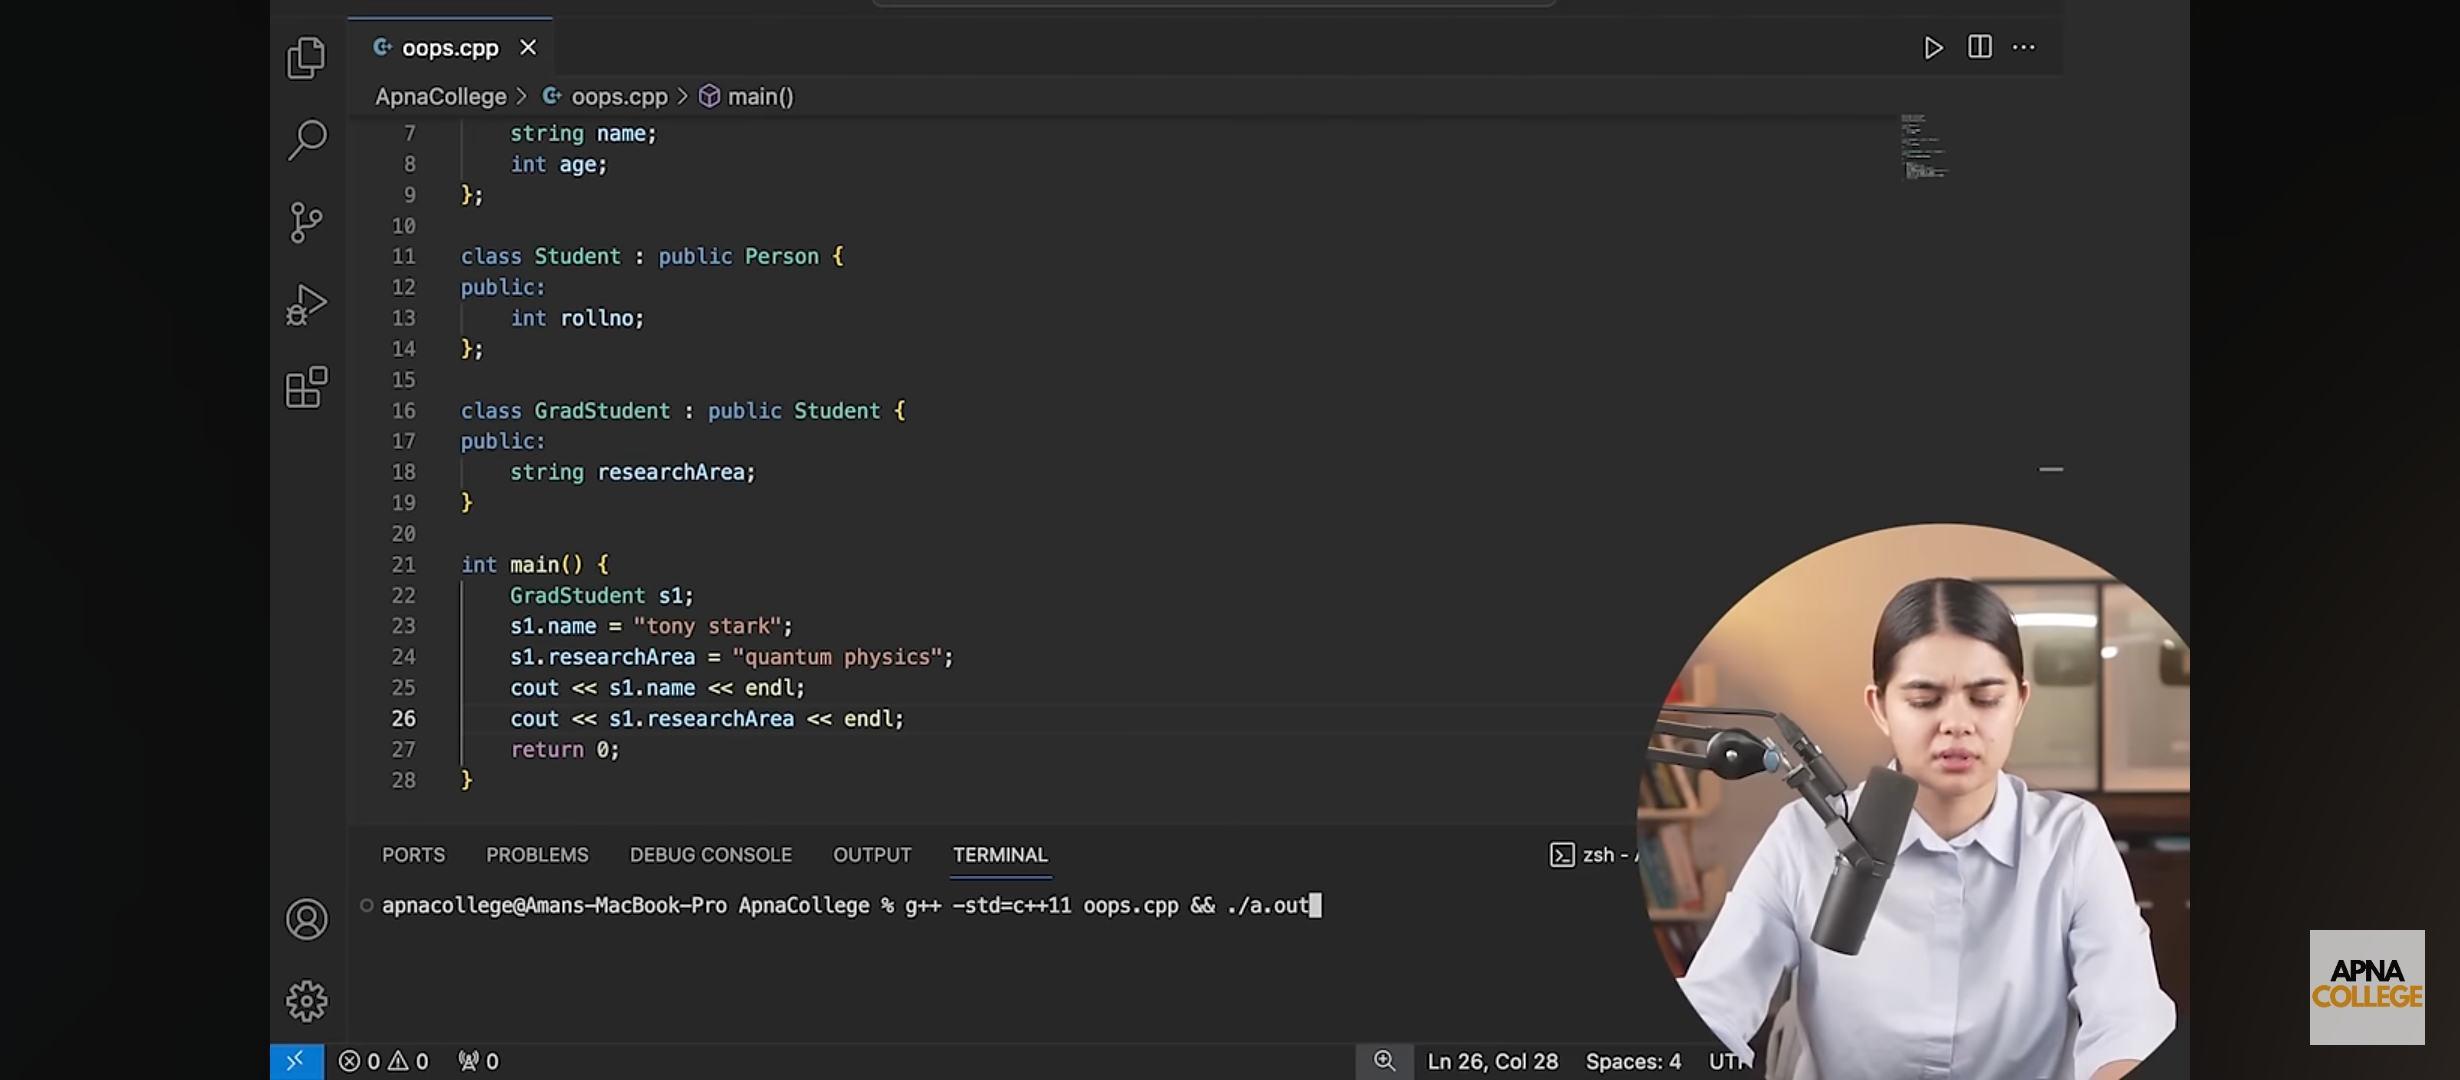 oops.cpp
ApnaCollege > oops.cpp > main()
7 string name;
8 int age;
9 };
10
11 class Student : public Person {
12 public:
13 int rollno;
14 };
15
16 class GradStudent : public Student {
17 public:
18 string researchArea;
19 }
20
21 int main() {
22 GradStudent s1;
23 s1.name = "tony stark";
24 s1.researchArea = "quantum physics";
25 cout << s1.name << endl;
26 cout << s1.researchArea << endl;
27 return 0;
28 }
PORTS PROBLEMS DEBUG CONSOLE OUTPUT TERMINAL zsh -
apnacollege@Amans-MacBook-Pro ApnaCollege % g++ -std=c++11 oops.cpp && ./a.out
0 0 0 Ln 26, Col 28 Spaces: 4
APNA
COLLEGE